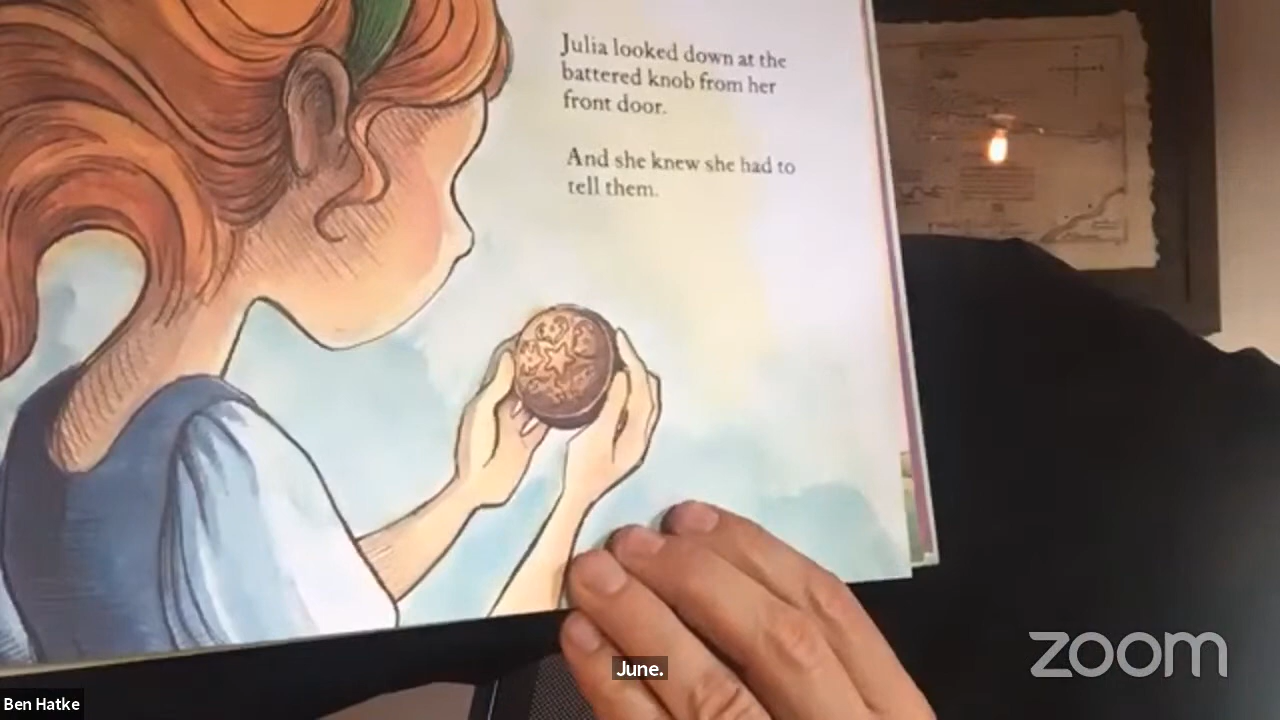 Julia looked down at the
battered knob from her
front door.
And she knew she had to
tell them.
June.
zoom
Ben Hatke